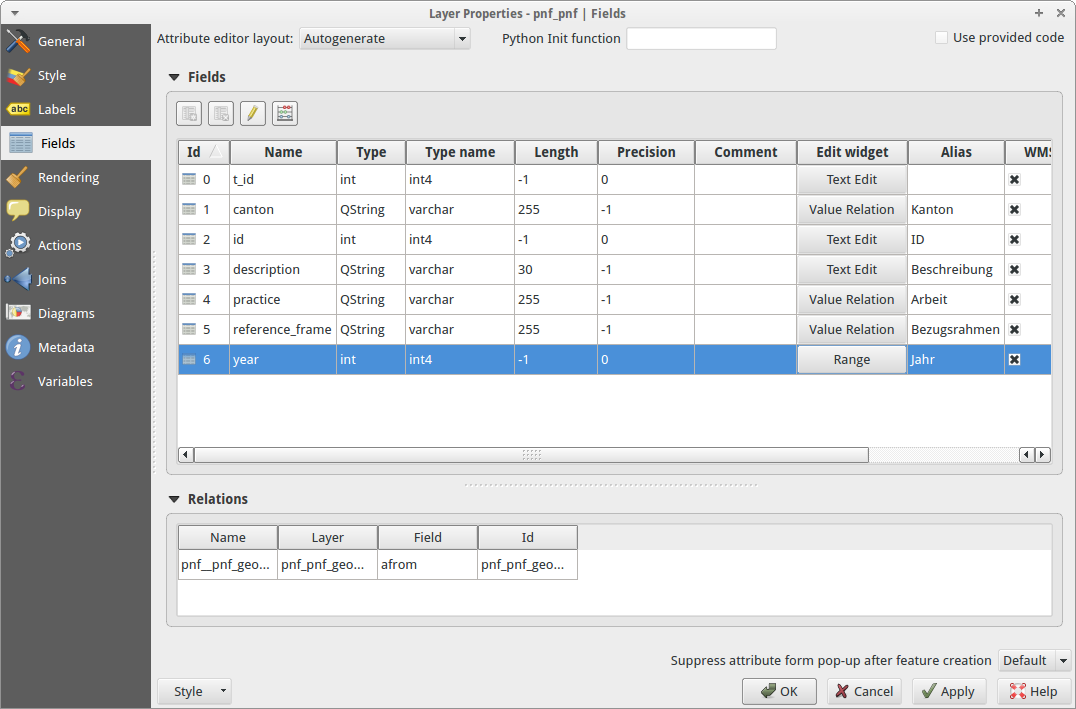 Layer Properties - pnf_pnf | Fields
General
Style
Labels
Fields
Rendering
Display
Actions
Joins
Diagrams
Metadata
Variables
Attribute editor layout: Autogenerate Python Init function Use provided code
Fields
Id Name Type Type name Length Precision Comment Edit widget Alias WMS
0 t_id int int4 -1 0 Text Edit
1 canton QString varchar 255 -1 Value Relation Kanton
2 id int int4 -1 0 Text Edit ID
3 description QString varchar 30 -1 Text Edit Beschreibung
4 practice QString varchar 255 -1 Value Relation Arbeit
5 reference_frame QString varchar 255 -1 Value Relation Bezugsrahmen
6 year int int4 -1 0 Range Jahr
Relations
Name Layer Field Id
pnf__pnf_geo... pnf_pnf_geo... afrom pnf_pnf_geo...
Suppress attribute form pop-up after feature creation Default
Style OK Cancel Apply Help